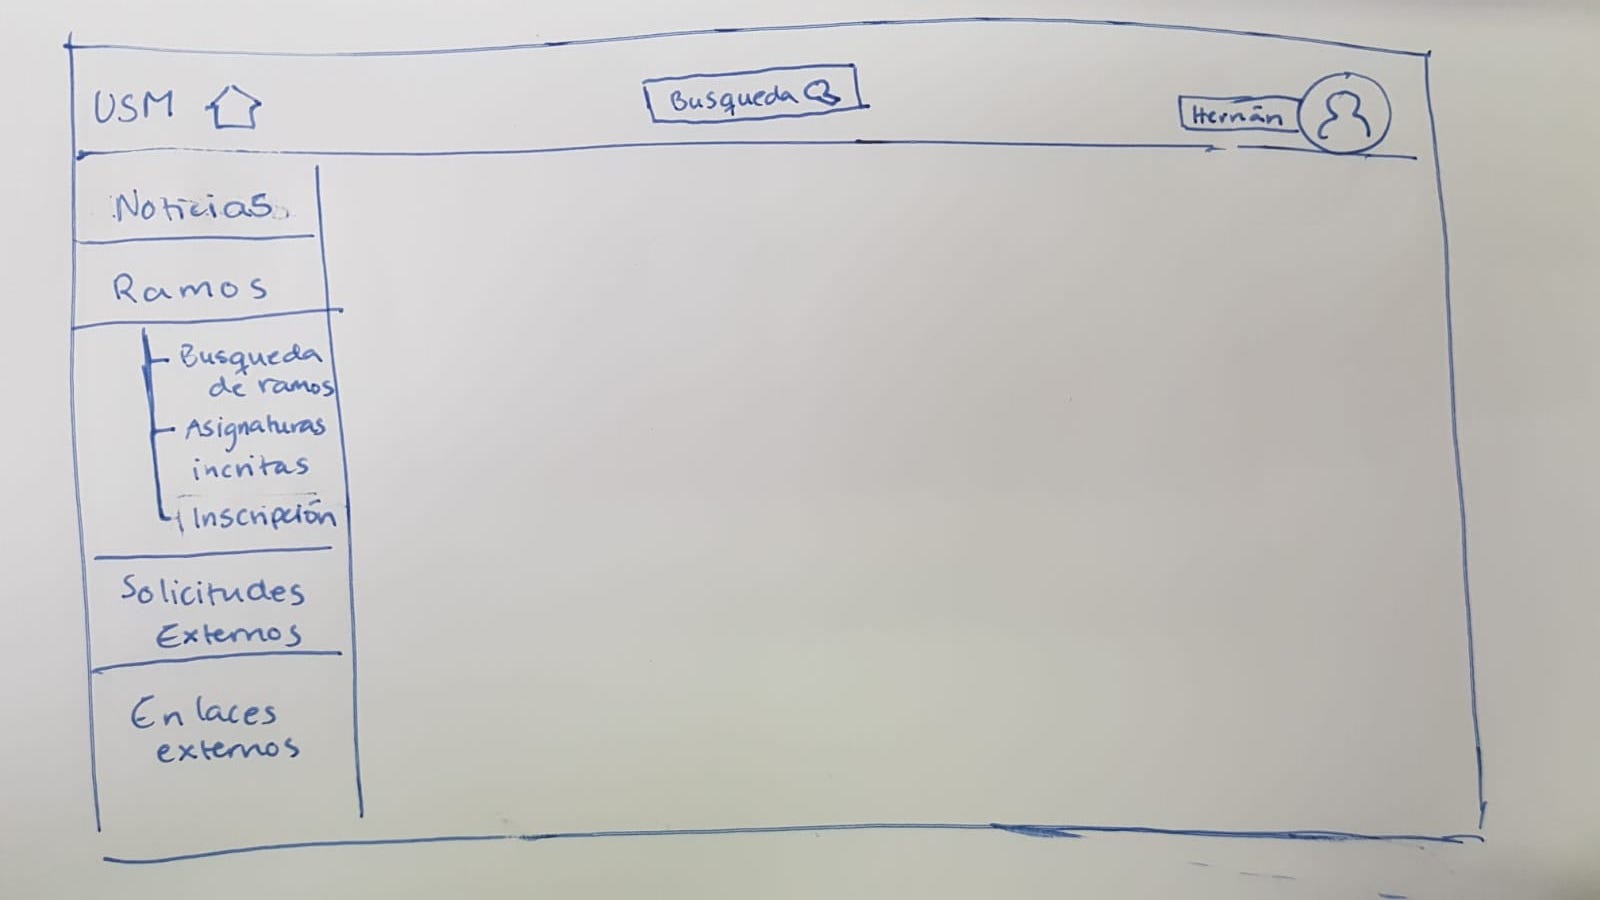 USM
Busqueda
Hernán
Noticias
Ramos
Busqueda
de ramos
Asignaturas
incritas
Inscripción
Solicitudes
Externos
Enlaces
externos